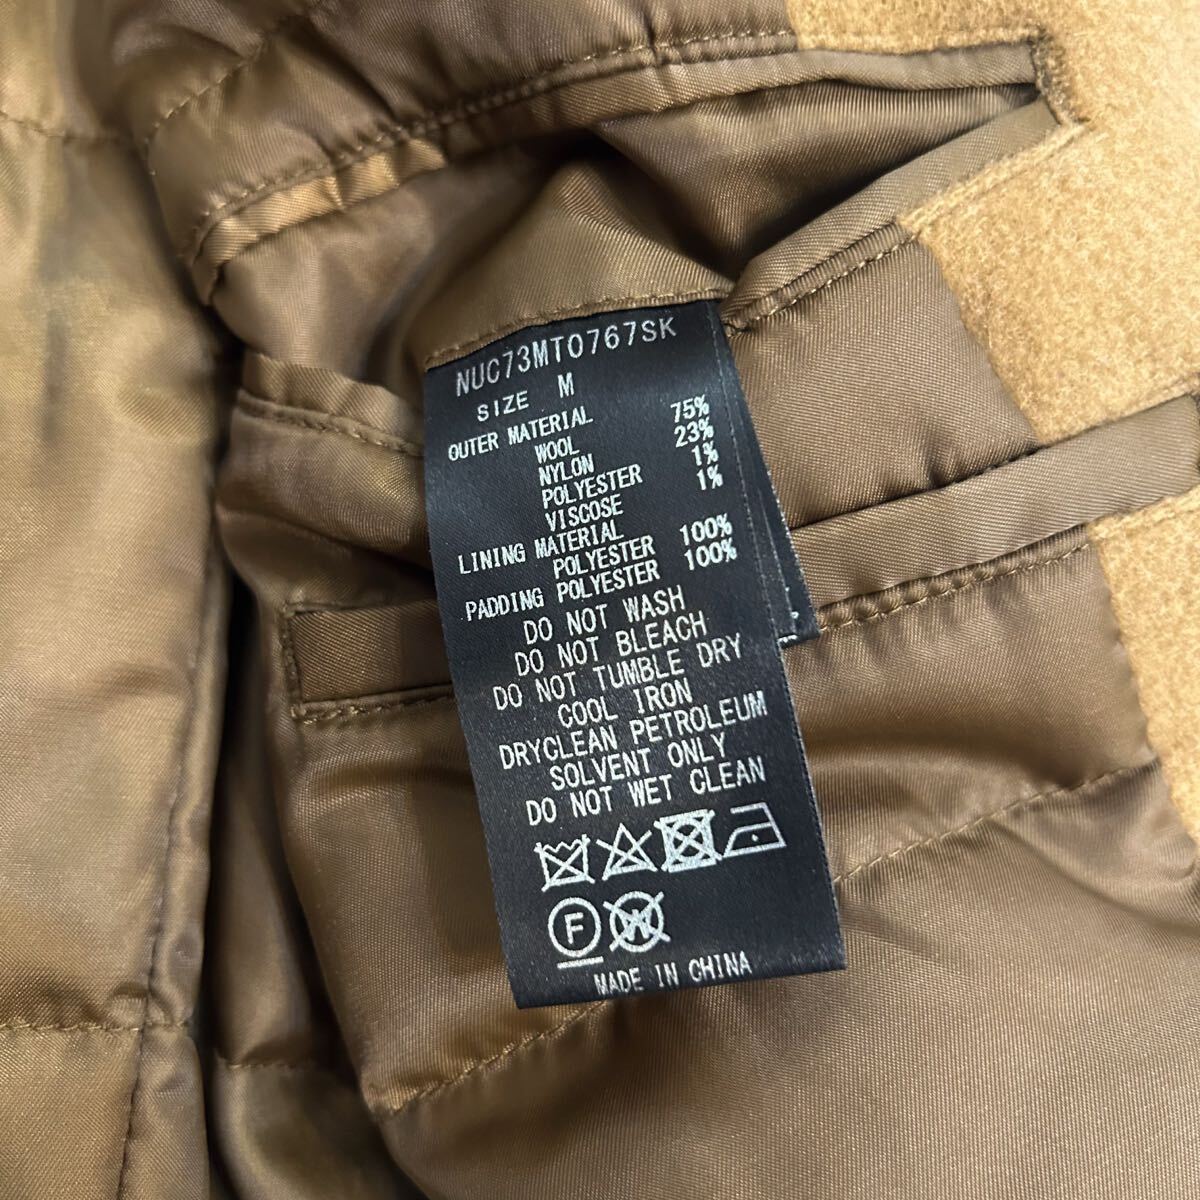 NUC73MT0767SK
SIZE M
OUTER MATERIAL
WOOL 75%
NYLON 23%
POLYESTER 1%
VISCOSE 1%
LINING MATERIAL
POLYESTER 100%
PADDING POLYESTER 100%
DO NOT WASH
DO NOT BLEACH
DO NOT TUMBLE DRY
COOL IRON
DRYCLEAN PETROLEUM
SOLVENT ONLY
DO NOT WET CLEAN
F W
MADE IN CHINA